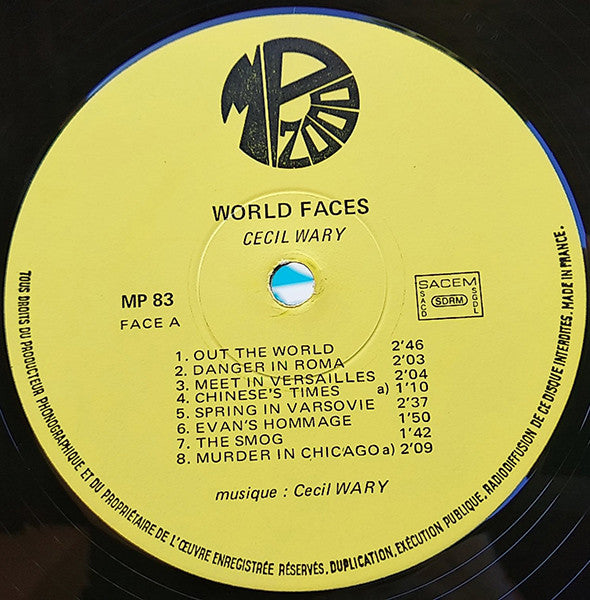 MP
2000
WORLD FACES
CECIL WARY
MP 83
FACE A
SACEM
SACD
SDRM
SGDL
1. OUT THE WORLD 2'46
2. DANGER IN ROMA 2'03
3. MEET IN VERSAILLES 2'04
4. CHINESE'S TIMES a) 1'10
5. SPRING IN VARSOVIE 2'37
6. EVAN'S HOMMAGE 1'50
7. THE SMOG 1'42
8. MURDER IN CHICAGO a) 2'09
musique : Cecil WARY
TOUS DROITS DU PRODUCTEUR PHONOGRAPHIQUE ET DU PROPRIÉTAIRE DE L'ŒUVRE ENREGISTRÉE RÉSERVÉS, DUPLICATION, EXÉCUTION PUBLIQUE, RADIODIFFUSION DE CE DISQUE INTERDITES. MADE IN FRANCE.